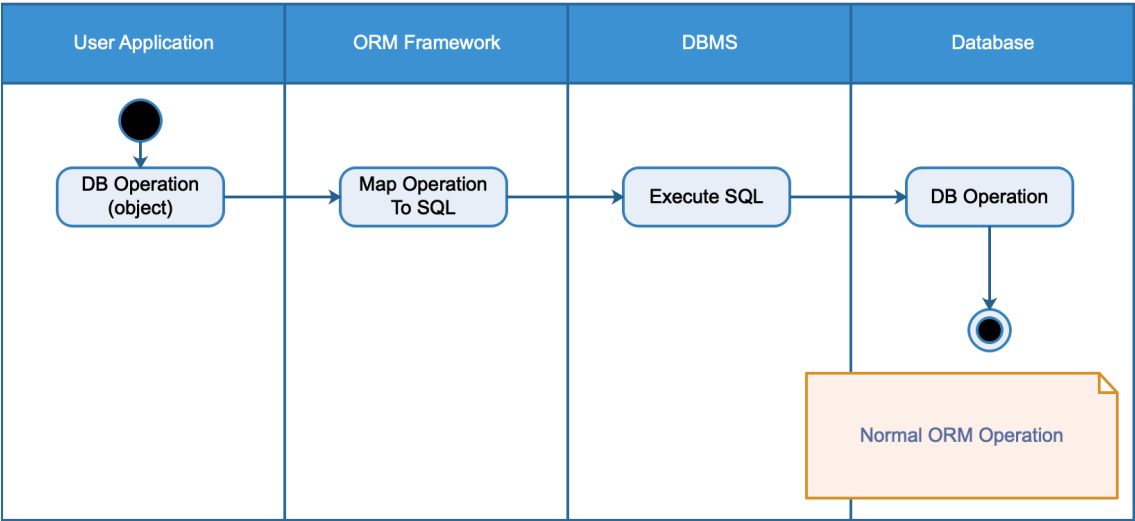 User Application
ORM Framework
DBMS
Database
DB Operation
(object)
Map Operation
To SQL
Execute SQL
DB Operation
Normal ORM Operation